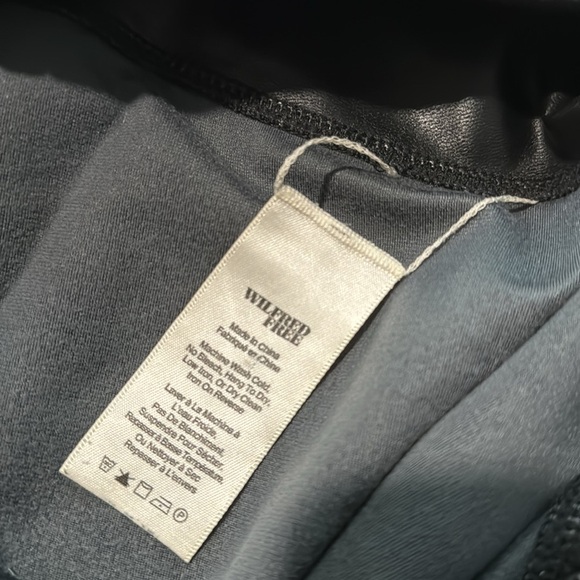 WILFRED
FREE
Made in China
Fabriqué en Chine
Machine Wash Cold,
No Bleach, Hang To Dry,
Low Iron, Or Dry Clean
Iron On Reverse
Laver à La Machine à
L'eau Froide,
Pas De Blanchiment,
Suspendre Pour Sécher,
Repasser à Basse Température,
Ou Nettoyer à Sec
Repasser à L'envers
P